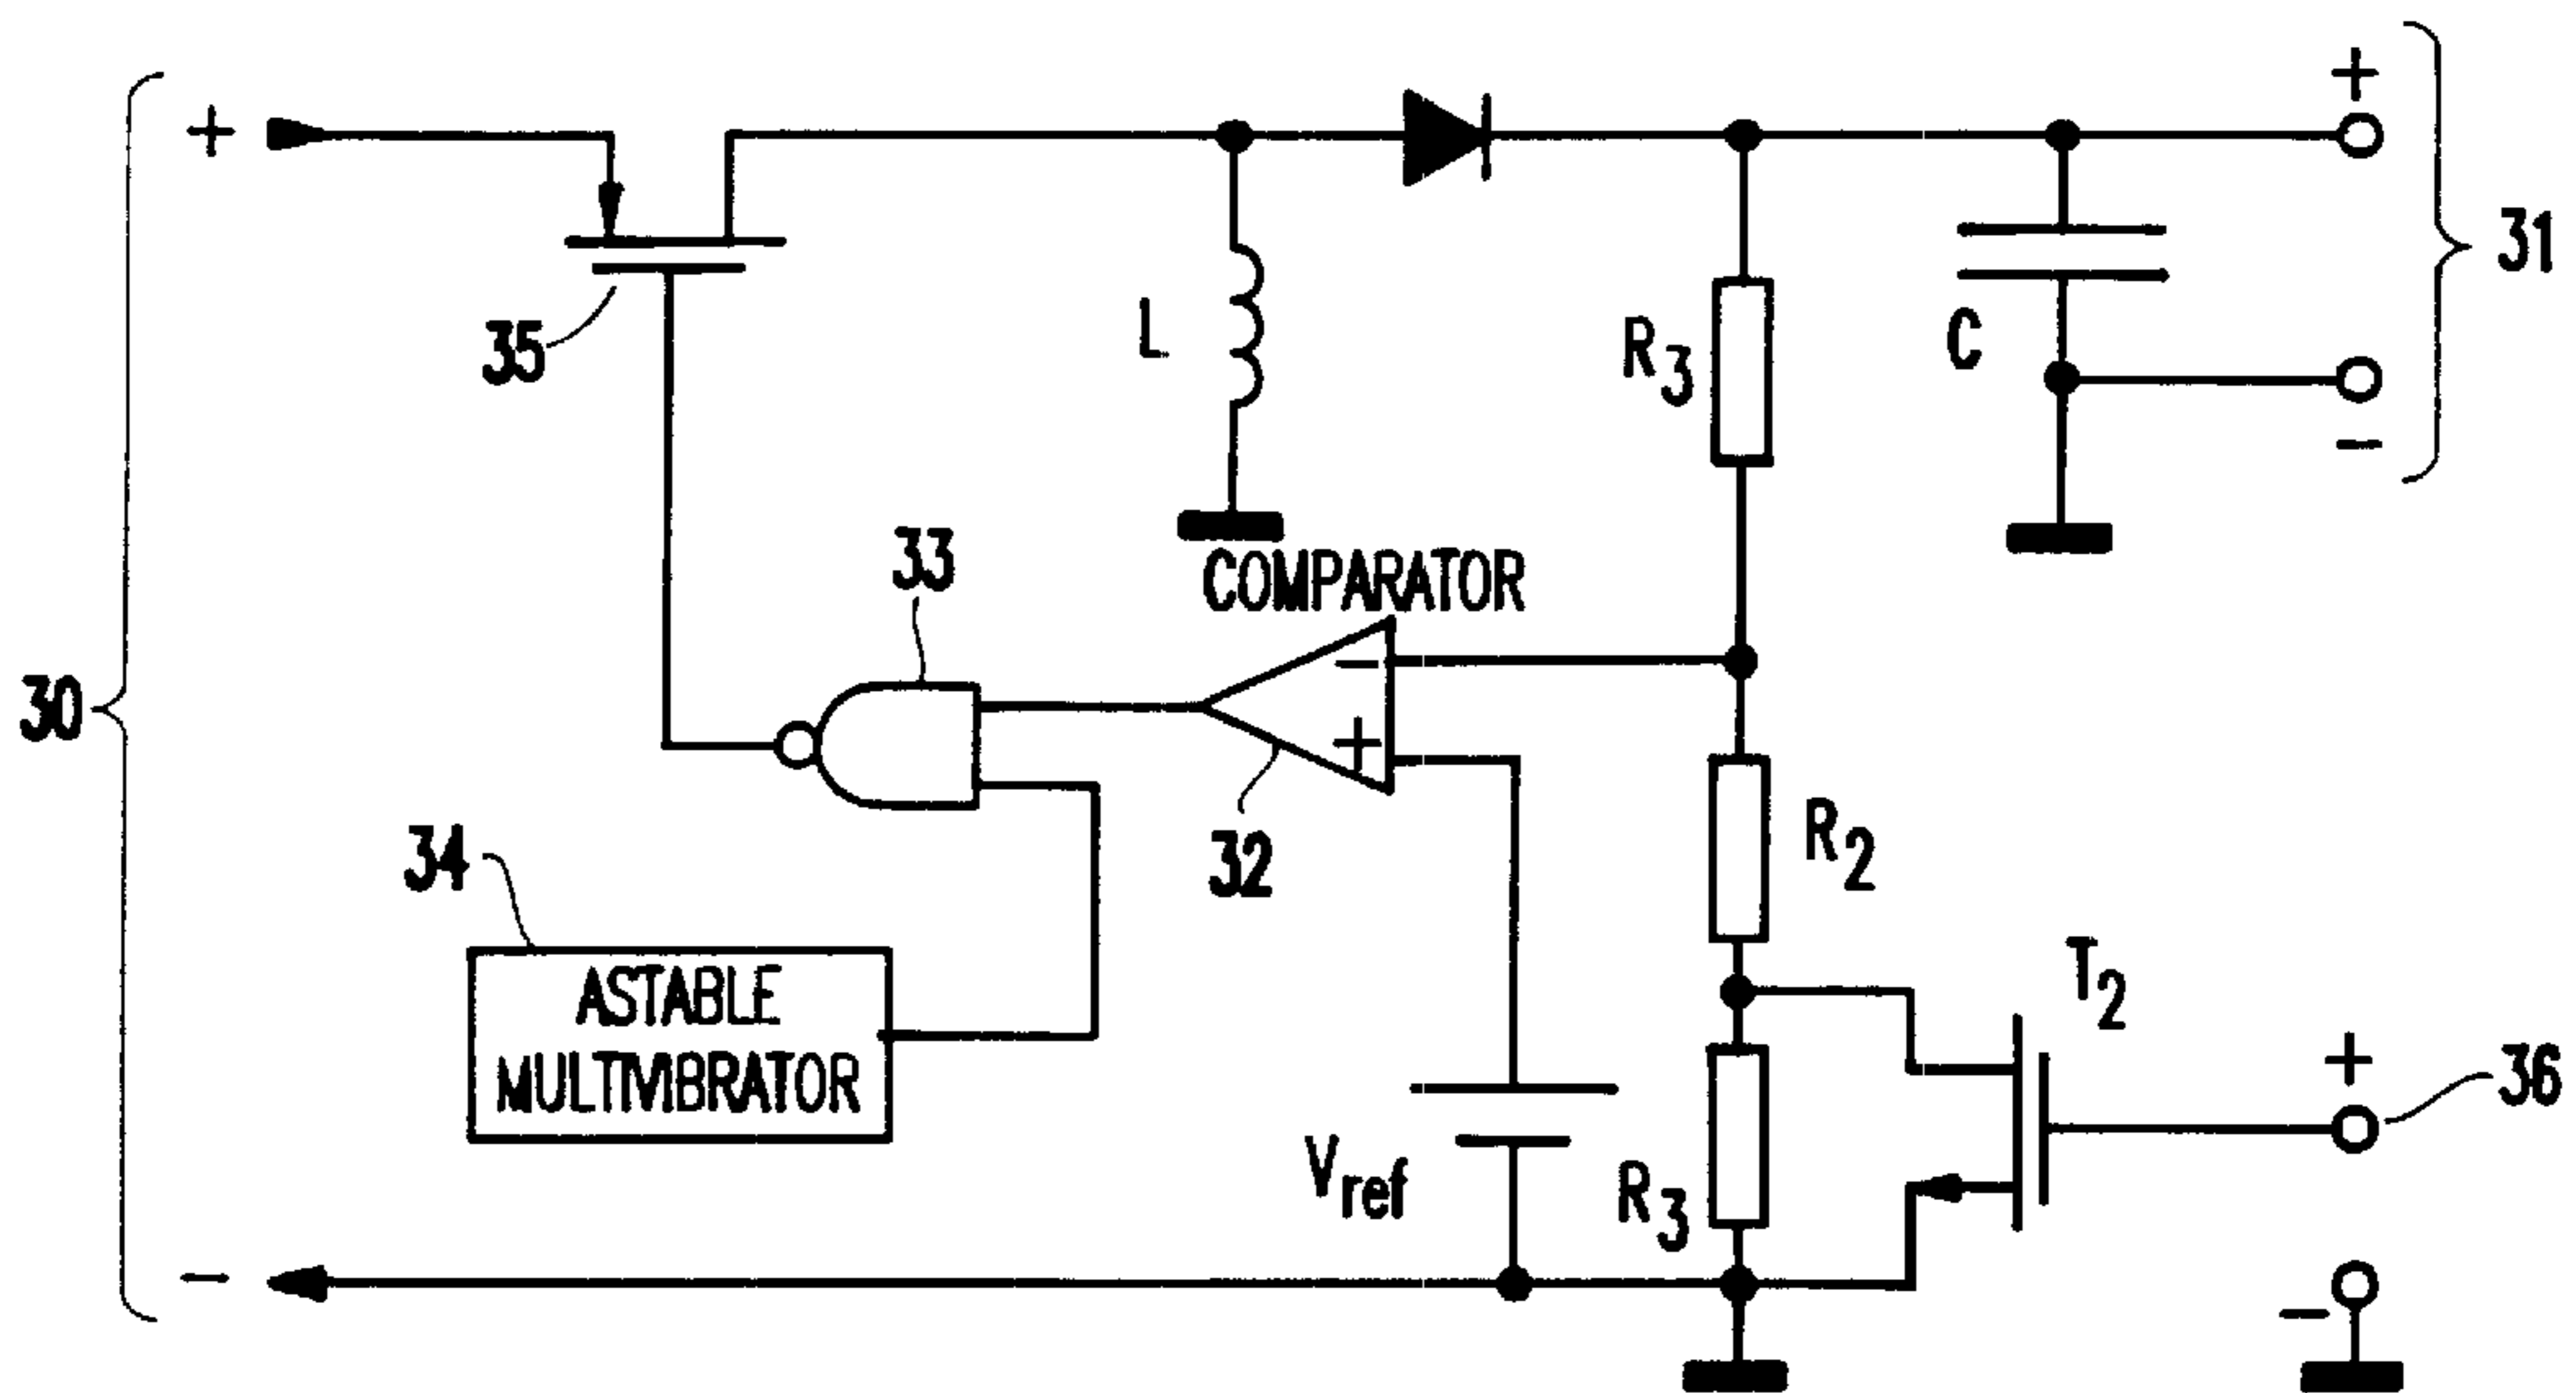 +
+
31
35
L
R3
C
-
33
COMPARATOR
-
+
30
34
32
R2
ASTABLE
MULTIVIBRATOR
T2
+
36
Vref
R3
-
-